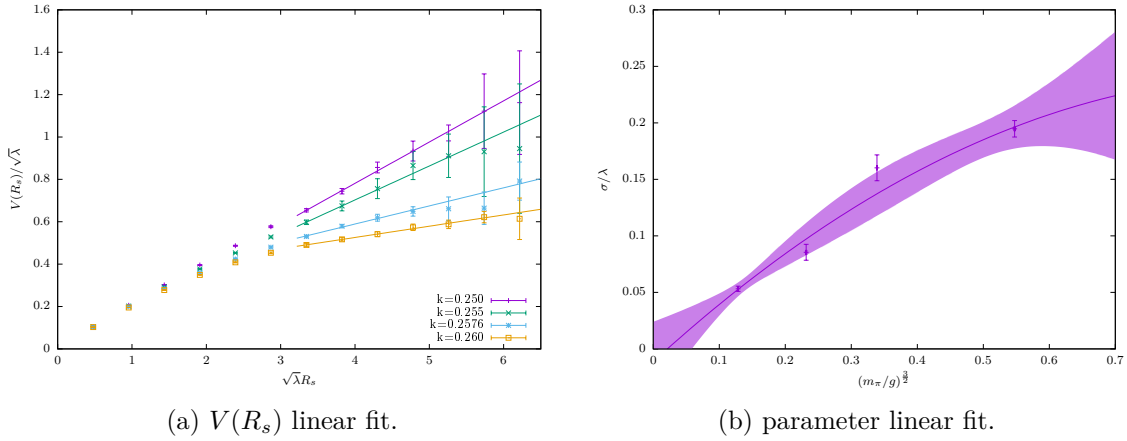 1.6
1.4
1.2
1
0.8
0.6
0.4
0.2
0
V(R_s)/√λ
0 1 2 3 4 5 6
√λR_s
k=0.250
k=0.255
k=0.2576
k=0.260
(a) V(R_s) linear fit.
0.3
0.25
0.2
0.15
0.1
0.05
0
σ/λ
0 0.1 0.2 0.3 0.4 0.5 0.6 0.7
(m_π/g)^{3/2}
(b) parameter linear fit.